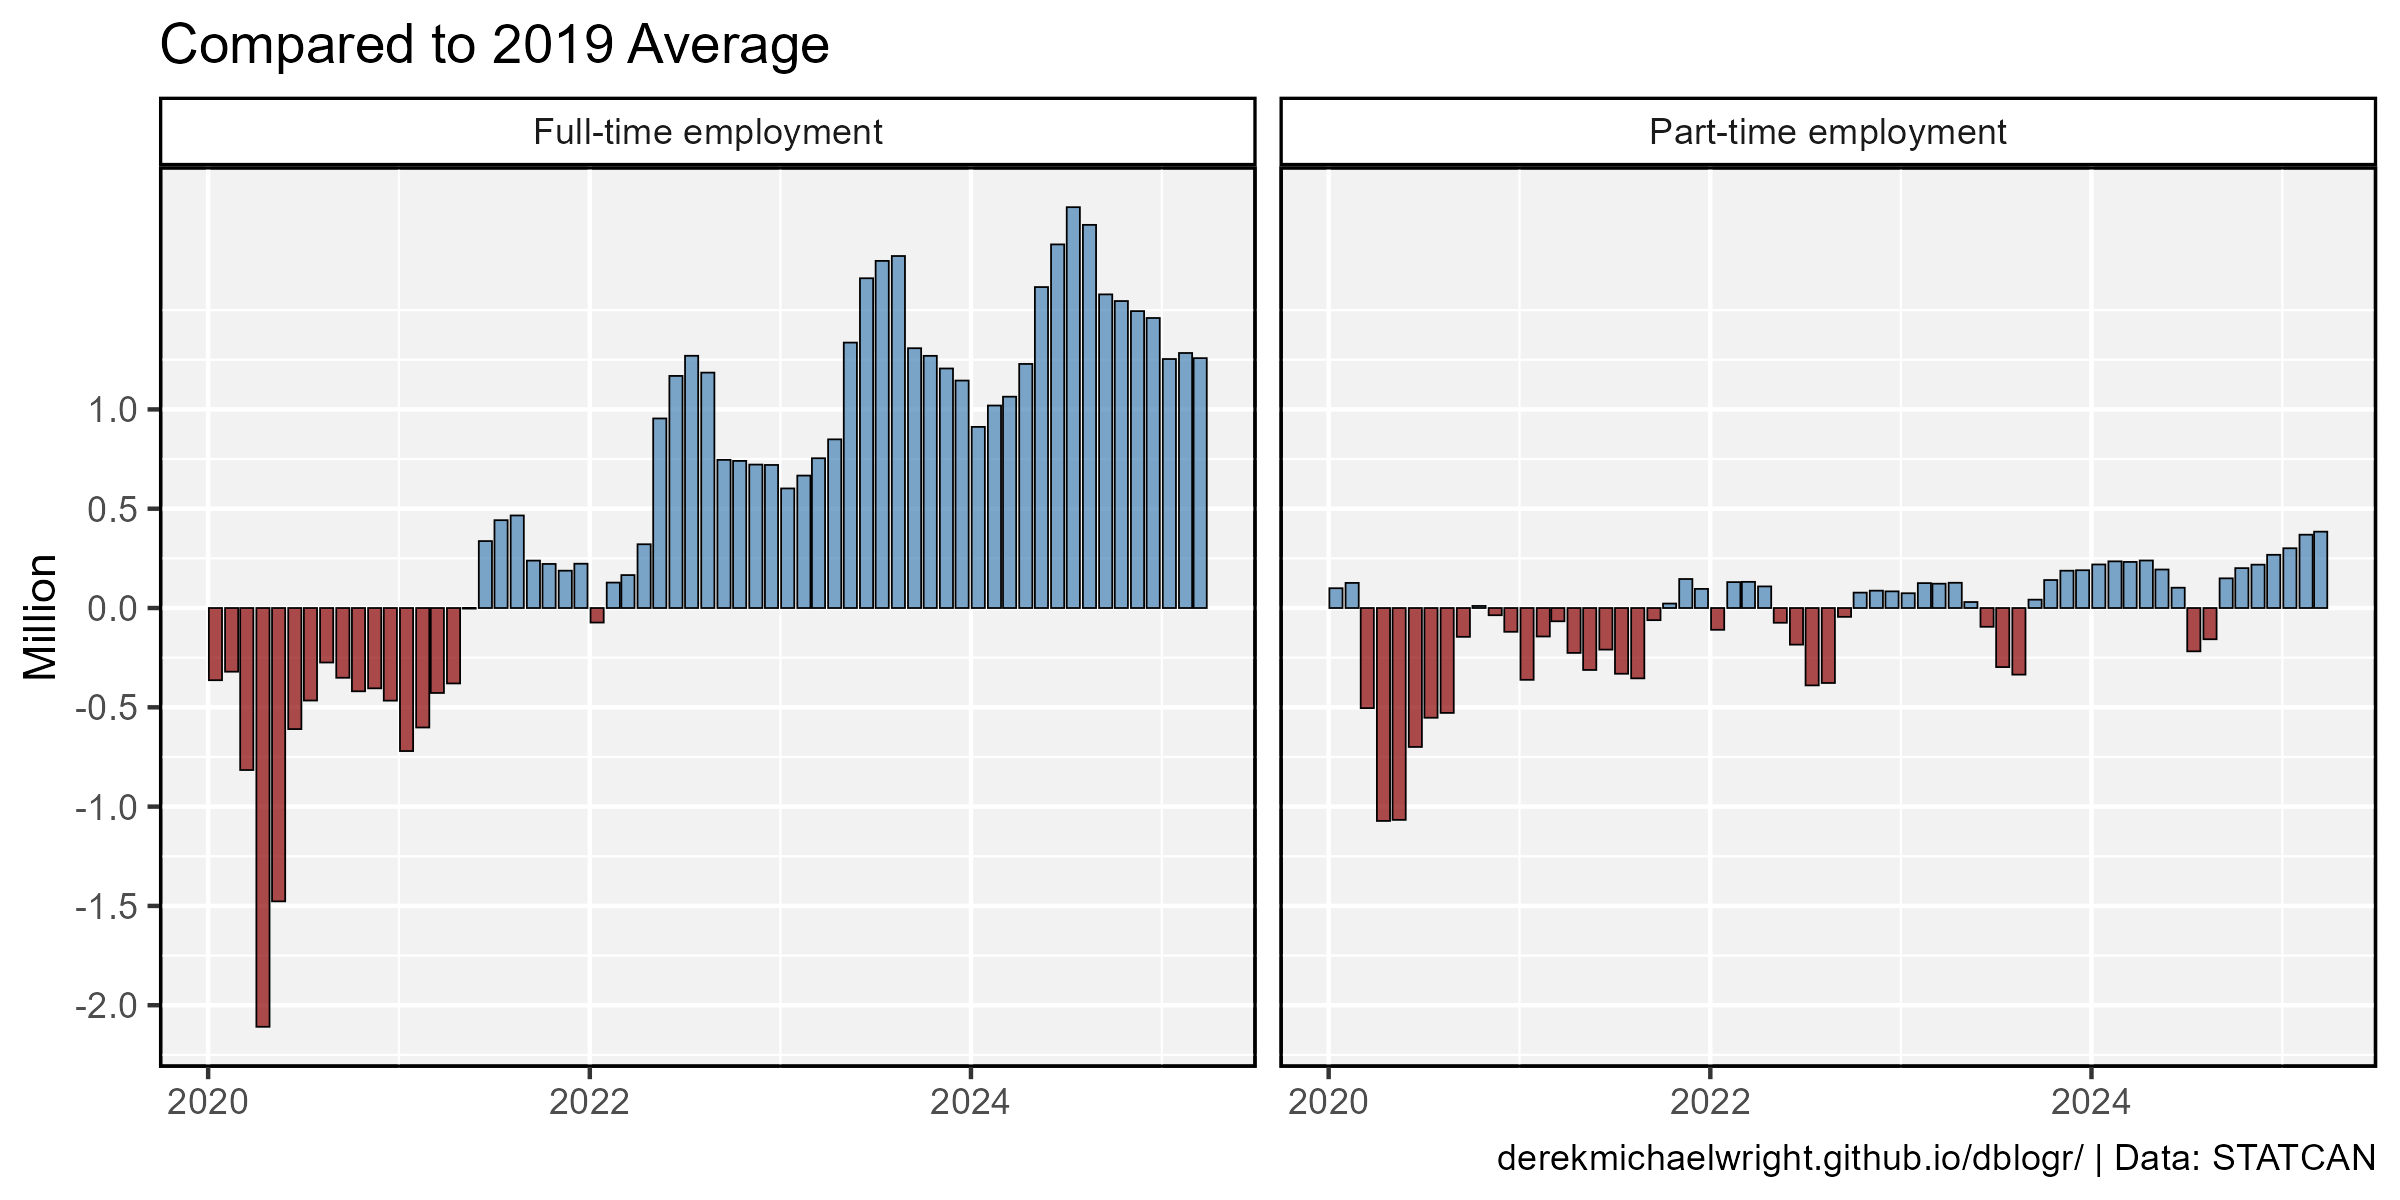 Compared to 2019 Average
Full-time employment
Part-time employment
Million
1.0
0.5
0.0
-0.5
-1.0
-1.5
-2.0
2020
2022
2024
2020
2022
2024
derekmichaelwright.github.io/dblogr/ | Data: STATCAN